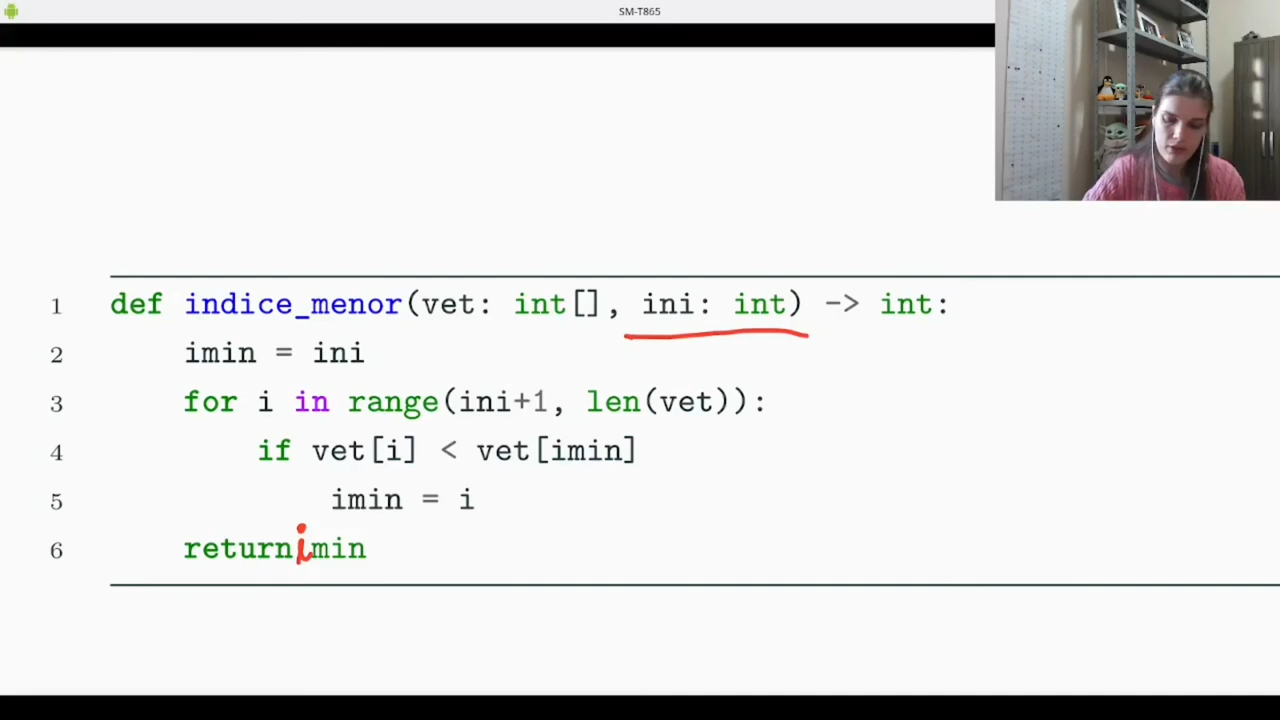 SM-T865
1 def indice_menor(vet: int[], ini: int) -> int:
2 imin = ini
3 for i in range(ini+1, len(vet)):
4 if vet[i] < vet[imin]
5 imin = i
6 return imin